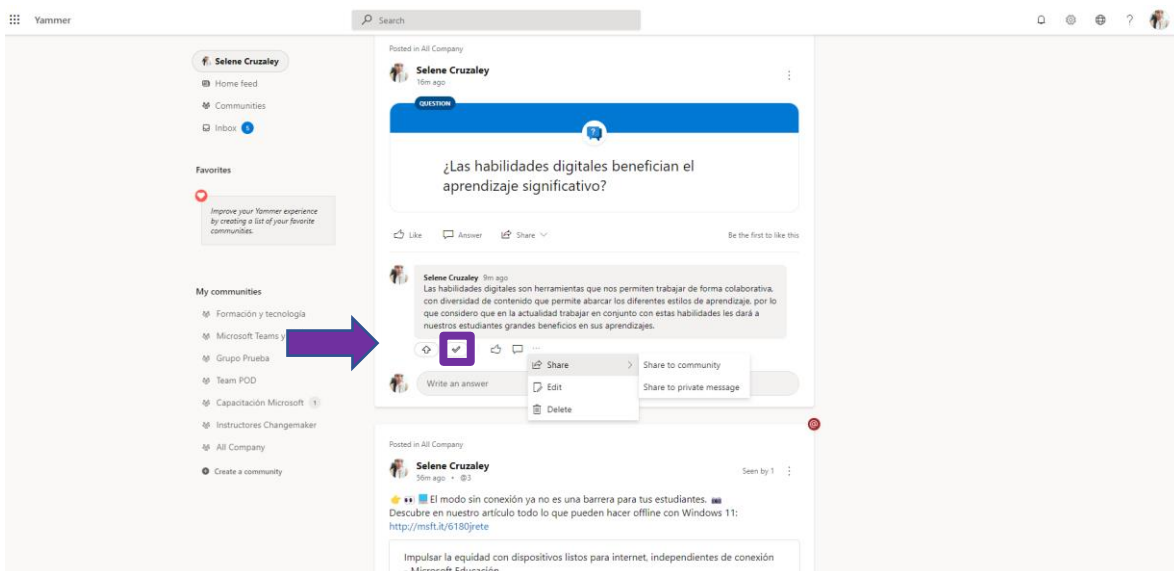 Yammer
Search
Selene Cruzaley
Home feed
Communities
Inbox 5
Favorites
Improve your Yammer experience
by creating a list of your favorite
communities.
My communities
Formación y tecnología
Microsoft Teams y
Grupo Prueba
Team POD
Capacitación Microsoft 1
Instructores Changemaker
All Company
Create a community
Posted in All Company
Selene Cruzaley
16m ago
QUESTION
¿Las habilidades digitales benefician el
aprendizaje significativo?
Like Answer Share Be the first to like this
Selene Cruzaley 9m ago
Las habilidades digitales son herramientas que nos permiten trabajar de forma colaborativa,
con diversidad de contenido que permite abarcar los diferentes estilos de aprendizaje, por lo
que considero que en la actualidad trabajar en conjunto con estas habilidades les dará a
nuestros estudiantes grandes beneficios en sus aprendizajes.
Share
Share to community
Write an answer
Edit
Share to private message
Delete
Posted in All Company
Selene Cruzaley
Seen by 1
56m ago • @3
El modo sin conexión ya no es una barrera para tus estudiantes.
Descubre en nuestro artículo todo lo que pueden hacer offline con Windows 11:
http://msft.it/6180jrete
Impulsar la equidad con dispositivos listos para internet, independientes de conexión
- Microsoft Educación